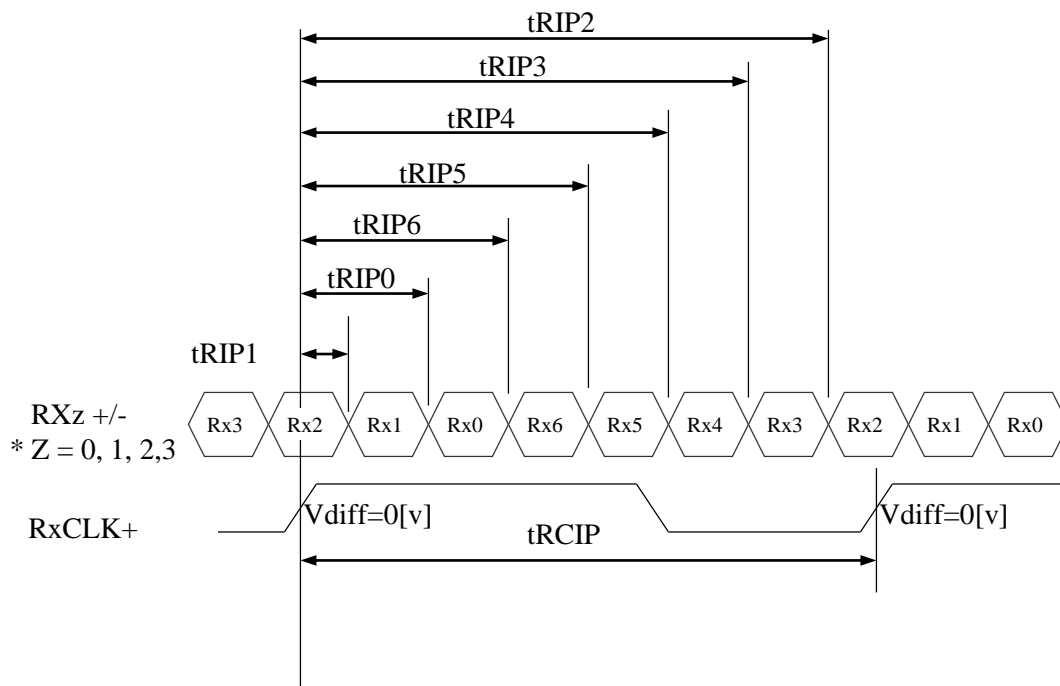 tRIP2
tRIP3
tRIP4
tRIP5
tRIP6
tRIP0
tRIP1
RXz +/-
* Z = 0, 1, 2,3
Rx3 Rx2 Rx1 Rx0 Rx6 Rx5 Rx4 Rx3 Rx2 Rx1 Rx0
RxCLK+
Vdiff=0[v] Vdiff=0[v]
tRCIP